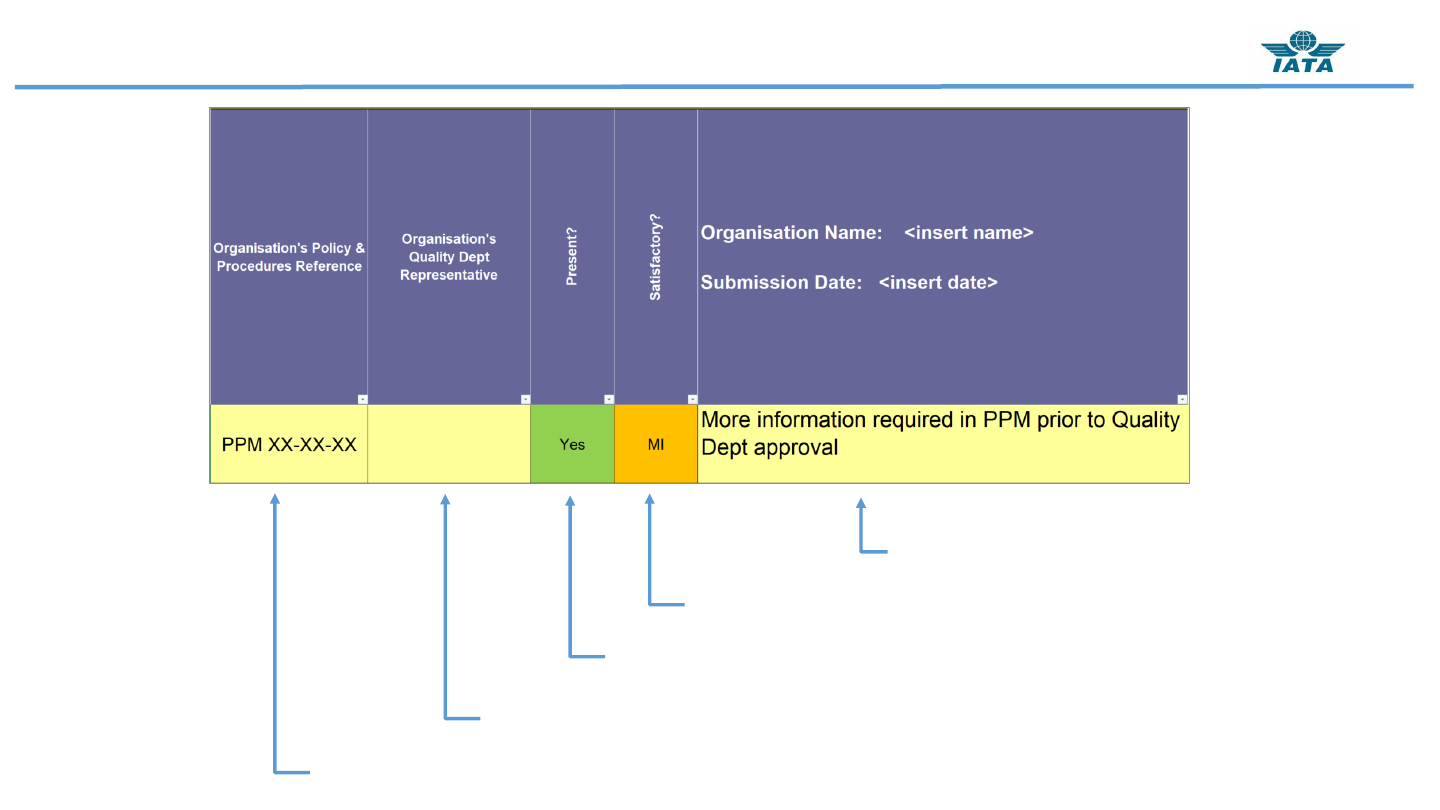 IATA
Organisation's Policy &
Procedures Reference
Organisation's
Quality Dept
Representative
Present?
Satisfactory?
Organisation Name: <insert name>
Submission Date: <insert date>
PPM XX-XX-XX
Yes
MI
More information required in PPM prior to Quality
Dept approval